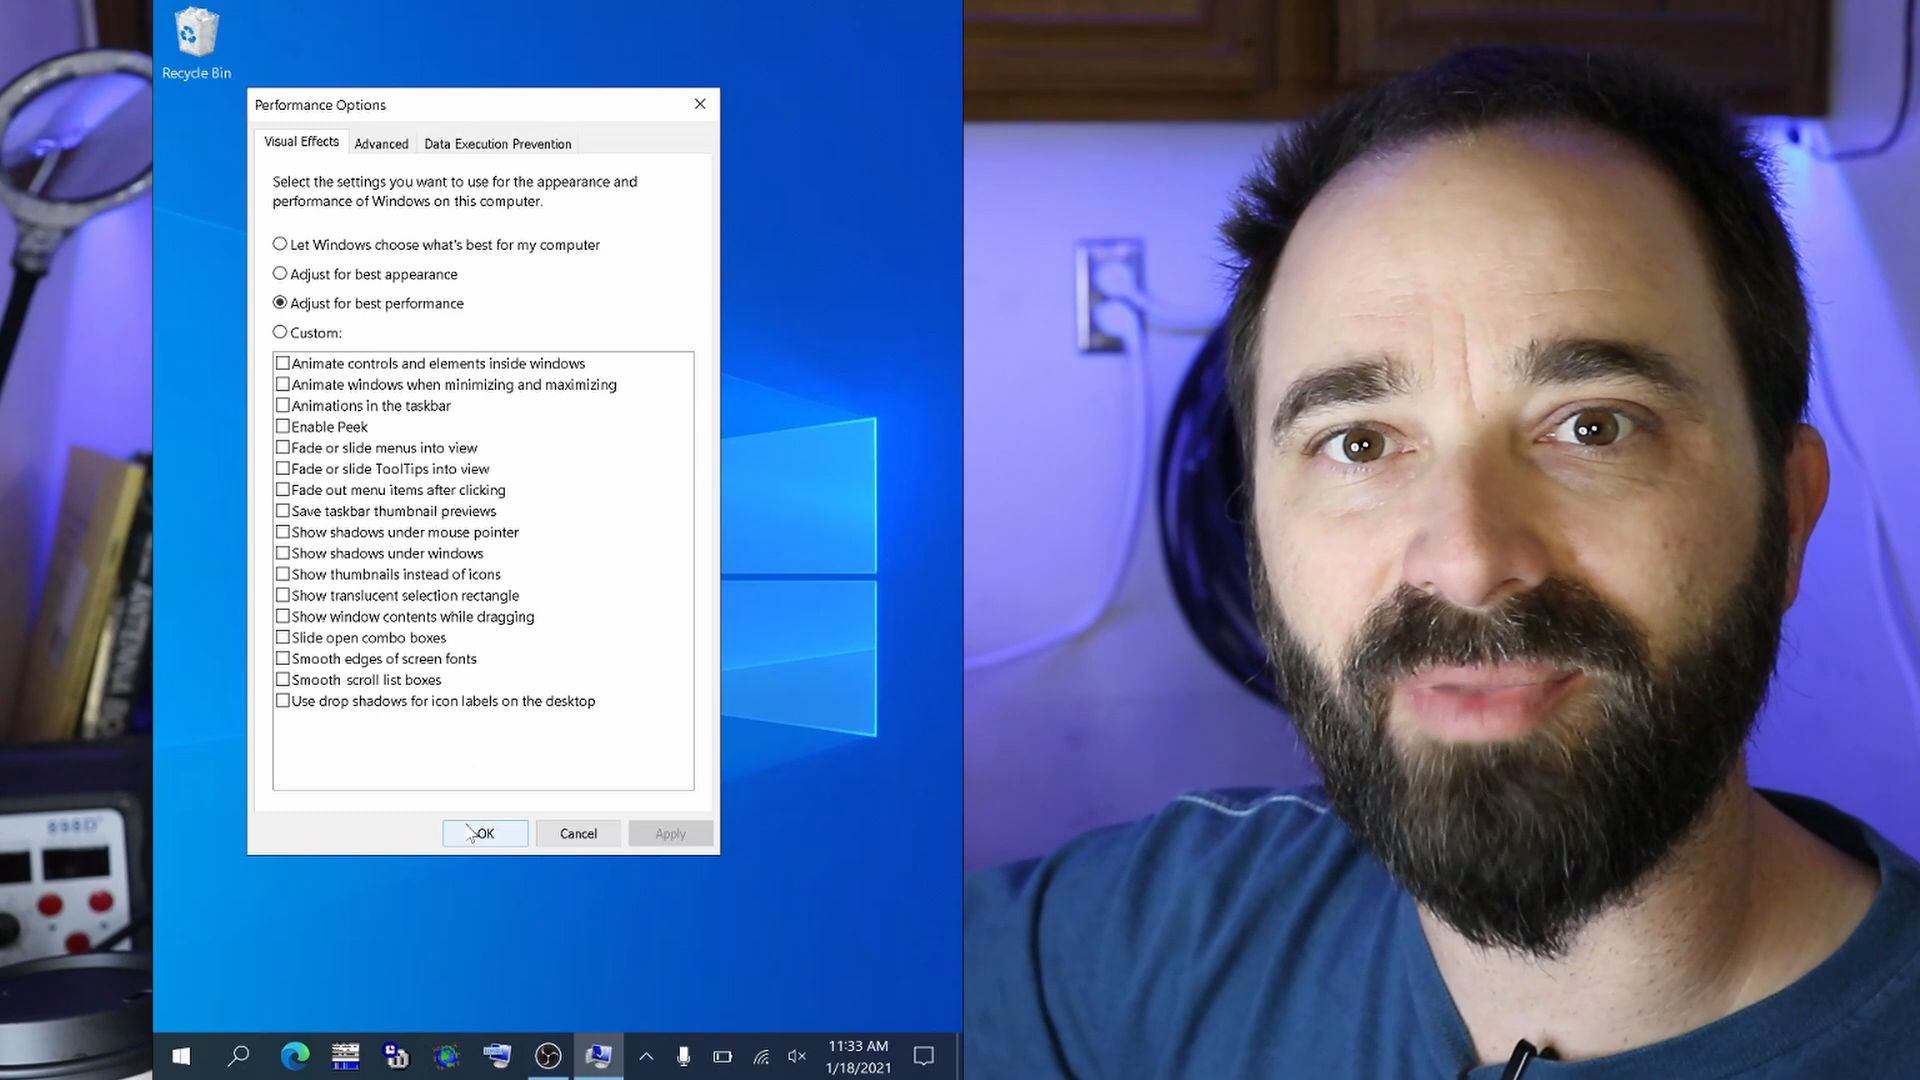 Recycle Bin
Performance Options
Visual Effects
Advanced
Data Execution Prevention
Select the settings you want to use for the appearance and
performance of Windows on this computer.
Let Windows choose what's best for my computer
Adjust for best appearance
Adjust for best performance
Custom:
Animate controls and elements inside windows
Animate windows when minimizing and maximizing
Animations in the taskbar
Enable Peek
Fade or slide menus into view
Fade or slide ToolTips into view
Fade out menu items after clicking
Save taskbar thumbnail previews
Show shadows under mouse pointer
Show shadows under windows
Show thumbnails instead of icons
Show translucent selection rectangle
Show window contents while dragging
Slide open combo boxes
Smooth edges of screen fonts
Smooth scroll list boxes
Use drop shadows for icon labels on the desktop
OK
Cancel
Apply
898D
11:33 AM
1/18/2021